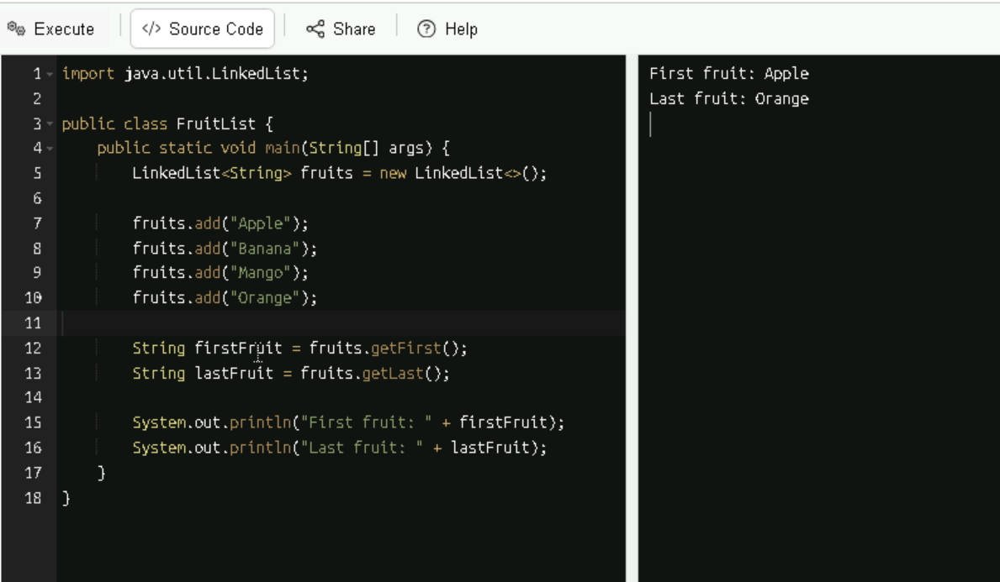 Execute </> Source Code Share Help
1 import java.util.LinkedList;
2
3 public class FruitList {
4     public static void main(String[] args) {
5         LinkedList<String> fruits = new LinkedList<>();
6
7         fruits.add("Apple");
8         fruits.add("Banana");
9         fruits.add("Mango");
10         fruits.add("Orange");
11
12         String firstFruit = fruits.getFirst();
13         String lastFruit = fruits.getLast();
14
15         System.out.println("First fruit: " + firstFruit);
16         System.out.println("Last fruit: " + lastFruit);
17     }
18 }
First fruit: Apple
Last fruit: Orange